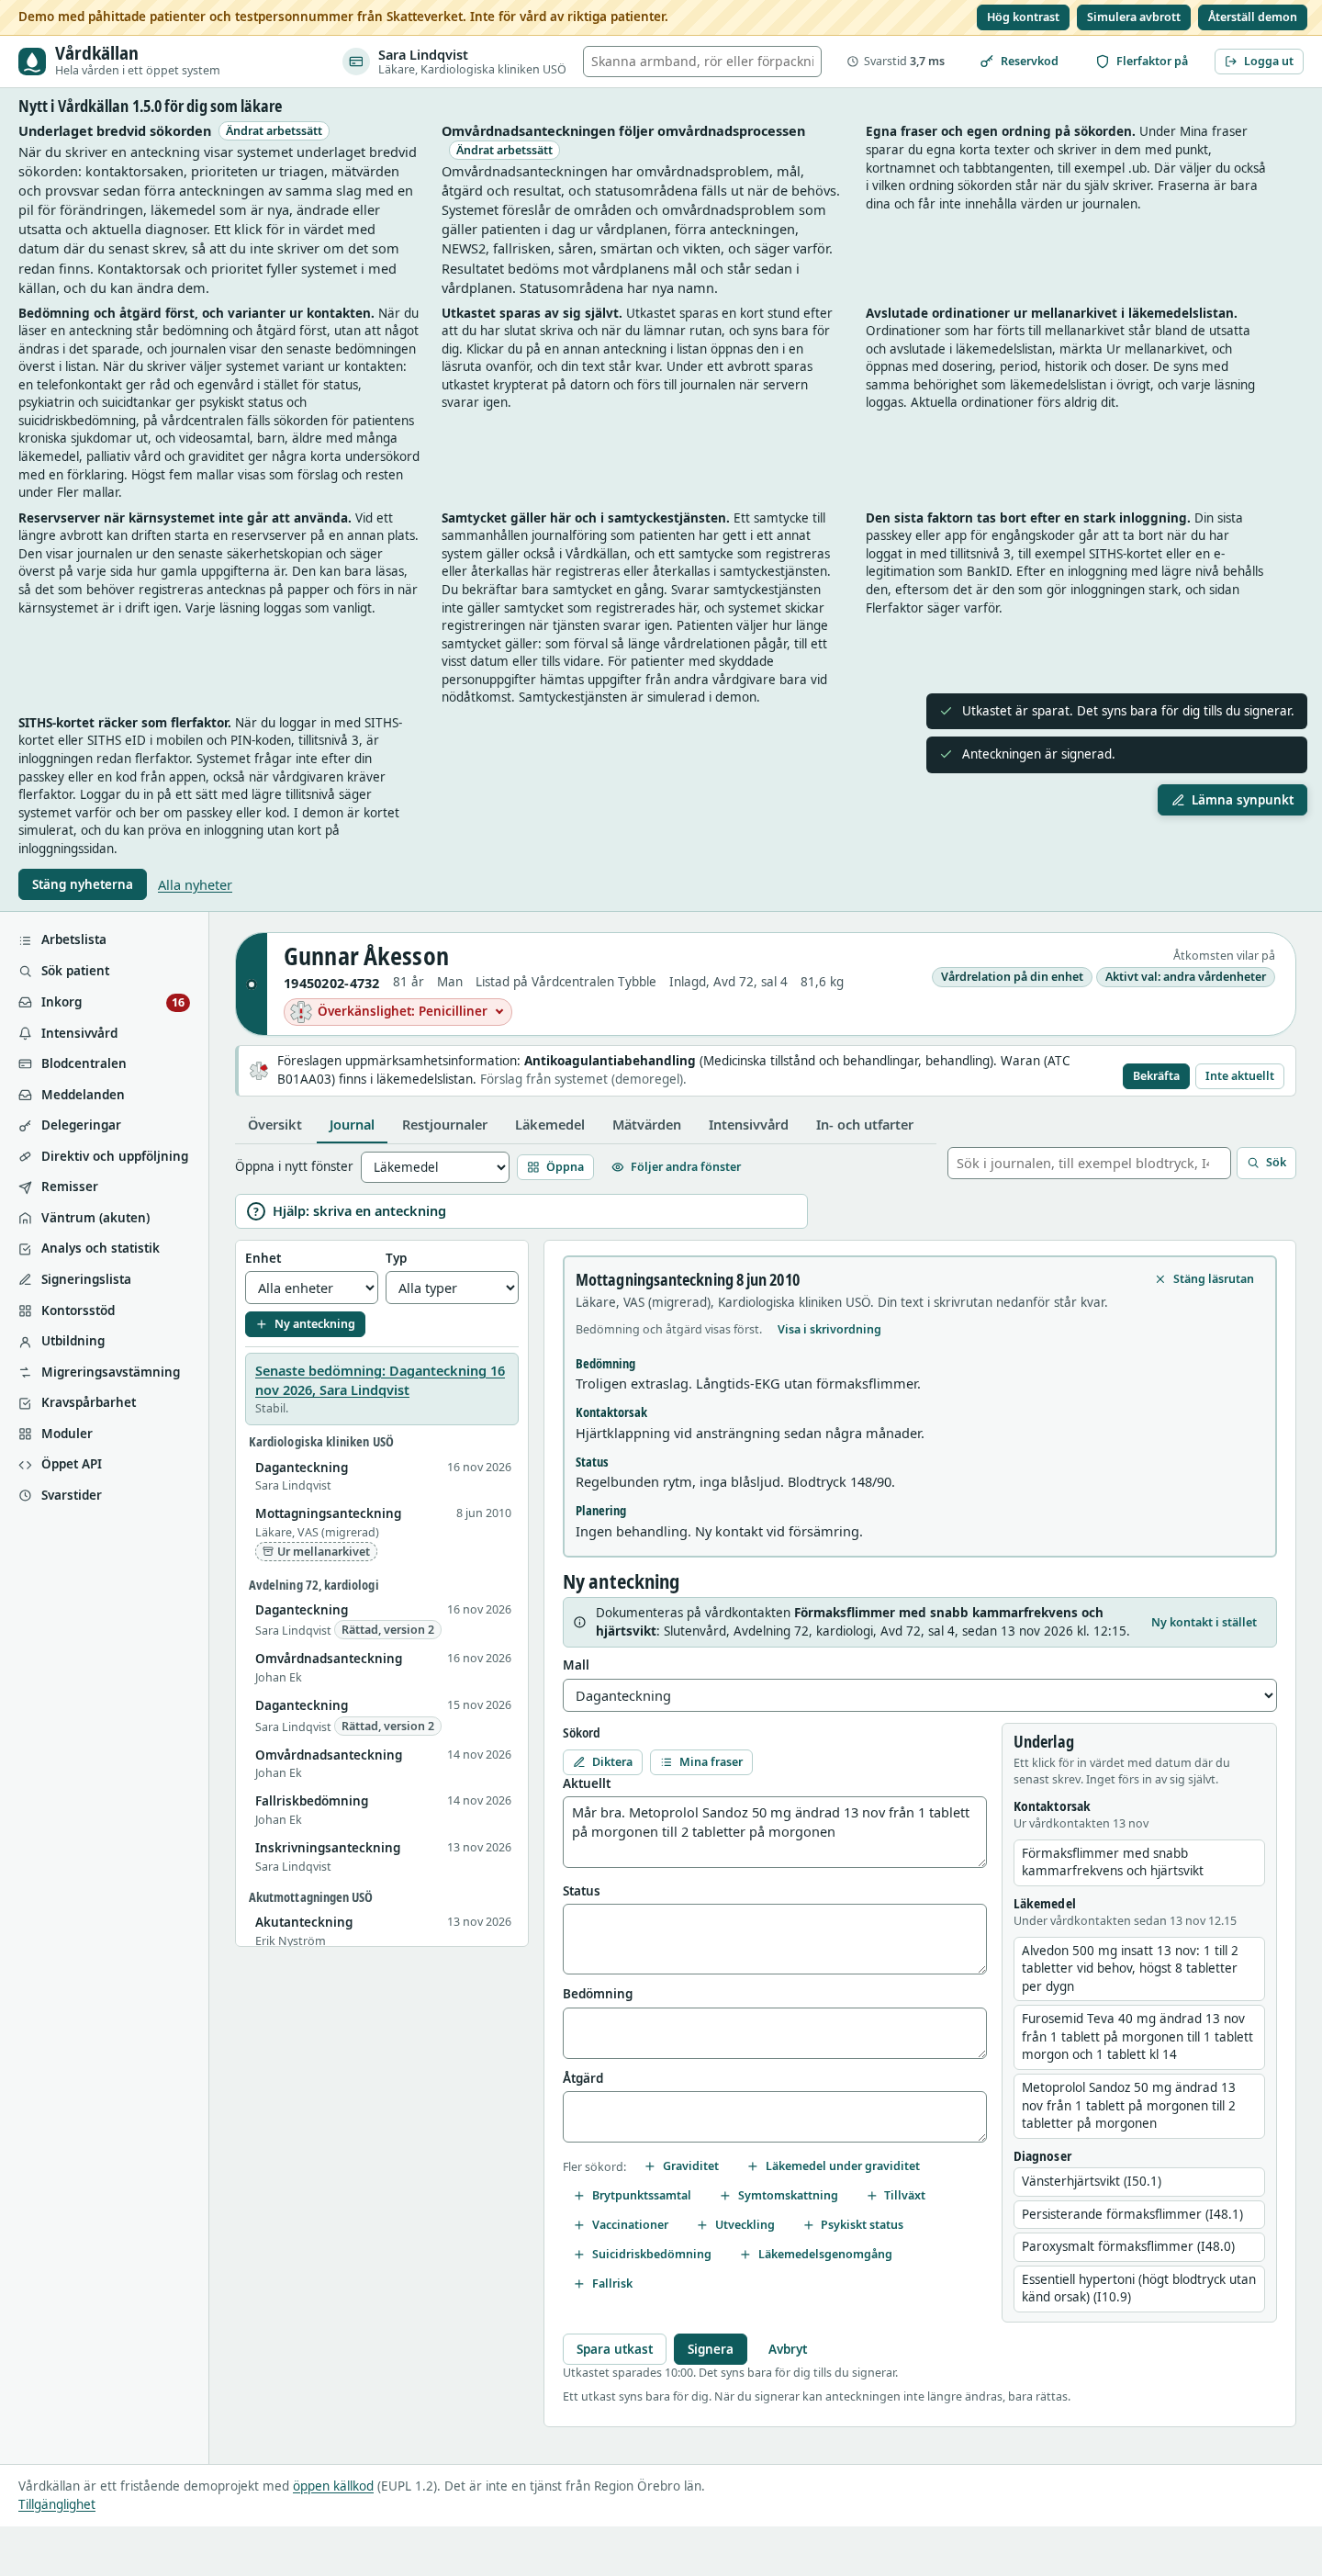 Demo med påhittade patienter och testpersonnummer från Skatteverket. Inte för vård av riktiga patienter.
Hög kontrast
Simulera avbrott
Återställ demon
Vårdkällan
Hela vården i ett öppet system
Sara Lindqvist
Läkare, Kardiologiska kliniken USÖ
Skanna armband, rör eller förpackni
Svarstid 3,7 ms
Reservkod
Flerfaktor på
Logga ut
Nytt i Vårdkällan 1.5.0 för dig som läkare
Underlaget bredvid sökorden Ändrat arbetssätt
När du skriver en anteckning visar systemet underlaget bredvid
sökorden: kontaktorsaken, prioriteten ur triagen, mätvärden
och provsvar sedan förra anteckningen av samma slag med en
pil för förändringen, läkemedel som är nya, ändrade eller
utsatta och aktuella diagnoser. Ett klick för in värdet med
datum där du senast skrev, så att du inte skriver om det som
redan finns. Kontaktorsak och prioritet fyller systemet i med
källan, och du kan ändra dem.
Omvårdnadsanteckningen följer omvårdnadsprocessen
Ändrat arbetssätt
Omvårdnadsanteckningen har omvårdnadsproblem, mål,
åtgärd och resultat, och statusområdena fälls ut när de behövs.
Systemet föreslår de områden och omvårdnadsproblem som
gäller patienten i dag ur vårdplanen, förra anteckningen,
NEWS2, fallrisken, såren, smärtan och vikten, och säger varför.
Resultatet bedöms mot vårdplanens mål och står sedan i
vårdplanen. Statusområdena har nya namn.
Egna fraser och egen ordning på sökorden. Under Mina fraser
sparar du egna korta texter och skriver in dem med punkt,
kortnamnet och tabbtangenten, till exempel .ub. Där väljer du också
i vilken ordning sökorden står när du själv skriver. Fraserna är bara
dina och får inte innehålla värden ur journalen.
Bedömning och åtgärd först, och varianter ur kontakten. När du
läser en anteckning står bedömning och åtgärd först, utan att något
ändras i det sparade, och journalen visar den senaste bedömningen
överst i listan. När du skriver väljer systemet variant ur kontakten:
en telefonkontakt ger råd och egenvård i stället för status,
psykiatrin och suicidtankar ger psykiskt status och
suicidriskbedömning, på vårdcentralen fälls sökorden för patientens
kroniska sjukdomar ut, och videosamtal, barn, äldre med många
läkemedel, palliativ vård och graviditet ger några korta undersökord
med en förklaring. Högst fem mallar visas som förslag och resten
under Fler mallar.
Utkastet sparas av sig självt. Utkastet sparas en kort stund efter
att du har slutat skriva och när du lämnar rutan, och syns bara för
dig. Klickar du på en annan anteckning i listan öppnas den i en
läsruta ovanför, och din text står kvar. Under ett avbrott sparas
utkastet krypterat på datorn och förs till journalen när servern
svarar igen.
Avslutade ordinationer ur mellanarkivet i läkemedelslistan.
Ordinationer som har förts till mellanarkivet står bland de utsatta
och avslutade i läkemedelslistan, märkta Ur mellanarkivet, och
öppnas med dosering, period, historik och doser. De syns med
samma behörighet som läkemedelslistan i övrigt, och varje läsning
loggas. Aktuella ordinationer förs aldrig dit.
Reservserver när kärnsystemet inte går att använda. Vid ett
längre avbrott kan driften starta en reservserver på en annan plats.
Den visar journalen ur den senaste säkerhetskopian och säger
överst på varje sida hur gamla uppgifterna är. Den kan bara läsas,
så det som behöver registreras antecknas på papper och förs in när
kärnsystemet är i drift igen. Varje läsning loggas som vanligt.
Samtycket gäller här och i samtyckestjänsten. Ett samtycke till
sammanhållen journalföring som patienten har gett i ett annat
system gäller också i Vårdkällan, och ett samtycke som registreras
eller återkallas här registreras eller återkallas i samtyckestjänsten.
Du bekräftar bara samtycket en gång. Svarar samtyckestjänsten
inte gäller samtycket som registrerades här, och systemet skickar
registreringen när tjänsten svarar igen. Patienten väljer hur länge
samtycket gäller: som förval så länge vårdrelationen pågår, till ett
visst datum eller tills vidare. För patienter med skyddade
personuppgifter hämtas uppgifter från andra vårdgivare bara vid
nödåtkomst. Samtyckestjänsten är simulerad i demon.
Den sista faktorn tas bort efter en stark inloggning. Din sista
passkey eller app för engångskoder går att ta bort när du har
loggat in med tillitsnivå 3, till exempel SITHS-kortet eller en e-
legitimation som BankID. Efter en inloggning med lägre nivå behålls
den, eftersom det är den som gör inloggningen stark, och sidan
Flerfaktor säger varför.
Utkastet är sparat. Det syns bara för dig tills du signerar.
Anteckningen är signerad.
Lämna synpunkt
SITHS-kortet räcker som flerfaktor. När du loggar in med SITHS-
kortet eller SITHS eID i mobilen och PIN-koden, tillitsnivå 3, är
inloggningen redan flerfaktor. Systemet frågar inte efter din
passkey eller en kod från appen, också när vårdgivaren kräver
flerfaktor. Loggar du in på ett sätt med lägre tillitsnivå säger
systemet varför och ber om passkey eller kod. I demon är kortet
simulerat, och du kan pröva en inloggning utan kort på
inloggningssidan.
Stäng nyheterna
Alla nyheter
Arbetslista
Sök patient
Inkorg 16
Intensivvård
Blodcentralen
Meddelanden
Delegeringar
Direktiv och uppföljning
Remisser
Väntrum (akuten)
Analys och statistik
Signeringslista
Kontorsstöd
Utbildning
Migreringsavstämning
Kravspårbarhet
Moduler
Öppet API
Svarstider
Gunnar Åkesson
19450202-4732 81 år Man Listad på Vårdcentralen Tybble Inlagd, Avd 72, sal 4 81,6 kg
Överkänslighet: Penicilliner
Åtkomsten vilar på
Vårdrelation på din enhet
Aktivt val: andra vårdenheter
Föreslagen uppmärksamhetsinformation: Antikoagulantiabehandling (Medicinska tillstånd och behandlingar, behandling). Waran (ATC
B01AA03) finns i läkemedelslistan. Förslag från systemet (demoregel).
Bekräfta
Inte aktuellt
Översikt
Journal
Restjournaler
Läkemedel
Mätvärden
Intensivvård
In- och utfarter
Öppna i nytt fönster
Läkemedel
Öppna
Följer andra fönster
Sök i journalen, till exempel blodtryck, I4
Sök
? Hjälp: skriva en anteckning
Enhet
Typ
Alla enheter
Alla typer
Ny anteckning
Senaste bedömning: Daganteckning 16
nov 2026, Sara Lindqvist
Stabil.
Kardiologiska kliniken USÖ
Daganteckning 16 nov 2026
Sara Lindqvist
Mottagningsanteckning 8 jun 2010
Läkare, VAS (migrerad)
Ur mellanarkivet
Avdelning 72, kardiologi
Daganteckning 16 nov 2026
Sara Lindqvist Rättad, version 2
Omvårdnadsanteckning 16 nov 2026
Johan Ek
Daganteckning 15 nov 2026
Sara Lindqvist Rättad, version 2
Omvårdnadsanteckning 14 nov 2026
Johan Ek
Fallriskbedömning 14 nov 2026
Johan Ek
Inskrivningsanteckning 13 nov 2026
Sara Lindqvist
Akutmottagningen USÖ
Akutanteckning 13 nov 2026
Erik Nyström
Mottagningsanteckning 8 jun 2010
Stäng läsrutan
Läkare, VAS (migrerad), Kardiologiska kliniken USÖ. Din text i skrivrutan nedanför står kvar.
Bedömning och åtgärd visas först. Visa i skrivordning
Bedömning
Troligen extraslag. Långtids-EKG utan förmaksflimmer.
Kontaktorsak
Hjärtklappning vid ansträngning sedan några månader.
Status
Regelbunden rytm, inga blåsljud. Blodtryck 148/90.
Planering
Ingen behandling. Ny kontakt vid försämring.
Ny anteckning
Dokumenteras på vårdkontakten Förmaksflimmer med snabb kammarfrekvens och
hjärtsvikt: Slutenvård, Avdelning 72, kardiologi, Avd 72, sal 4, sedan 13 nov 2026 kl. 12:15.
Ny kontakt i stället
Mall
Daganteckning
Sökord
Diktera
Mina fraser
Aktuellt
Mår bra. Metoprolol Sandoz 50 mg ändrad 13 nov från 1 tablett
på morgonen till 2 tabletter på morgonen
Status
Bedömning
Åtgärd
Fler sökord: Graviditet Läkemedel under graviditet
Brytpunktssamtal Symtomskattning Tillväxt
Vaccinationer Utveckling Psykiskt status
Suicidriskbedömning Läkemedelsgenomgång
Fallrisk
Underlag
Ett klick för in värdet med datum där du
senast skrev. Inget förs in av sig självt.
Kontaktorsak
Ur vårdkontakten 13 nov
Förmaksflimmer med snabb
kammarfrekvens och hjärtsvikt
Läkemedel
Under vårdkontakten sedan 13 nov 12.15
Alvedon 500 mg insatt 13 nov: 1 till 2
tabletter vid behov, högst 8 tabletter
per dygn
Furosemid Teva 40 mg ändrad 13 nov
från 1 tablett på morgonen till 1 tablett
morgon och 1 tablett kl 14
Metoprolol Sandoz 50 mg ändrad 13
nov från 1 tablett på morgonen till 2
tabletter på morgonen
Diagnoser
Vänsterhjärtsvikt (I50.1)
Persisterande förmaksflimmer (I48.1)
Paroxysmalt förmaksflimmer (I48.0)
Essentiell hypertoni (högt blodtryck utan
känd orsak) (I10.9)
Spara utkast
Signera
Avbryt
Utkastet sparades 10:00. Det syns bara för dig tills du signerar.
Ett utkast syns bara för dig. När du signerar kan anteckningen inte längre ändras, bara rättas.
Vårdkällan är ett fristående demoprojekt med öppen källkod (EUPL 1.2). Det är inte en tjänst från Region Örebro län.
Tillgänglighet